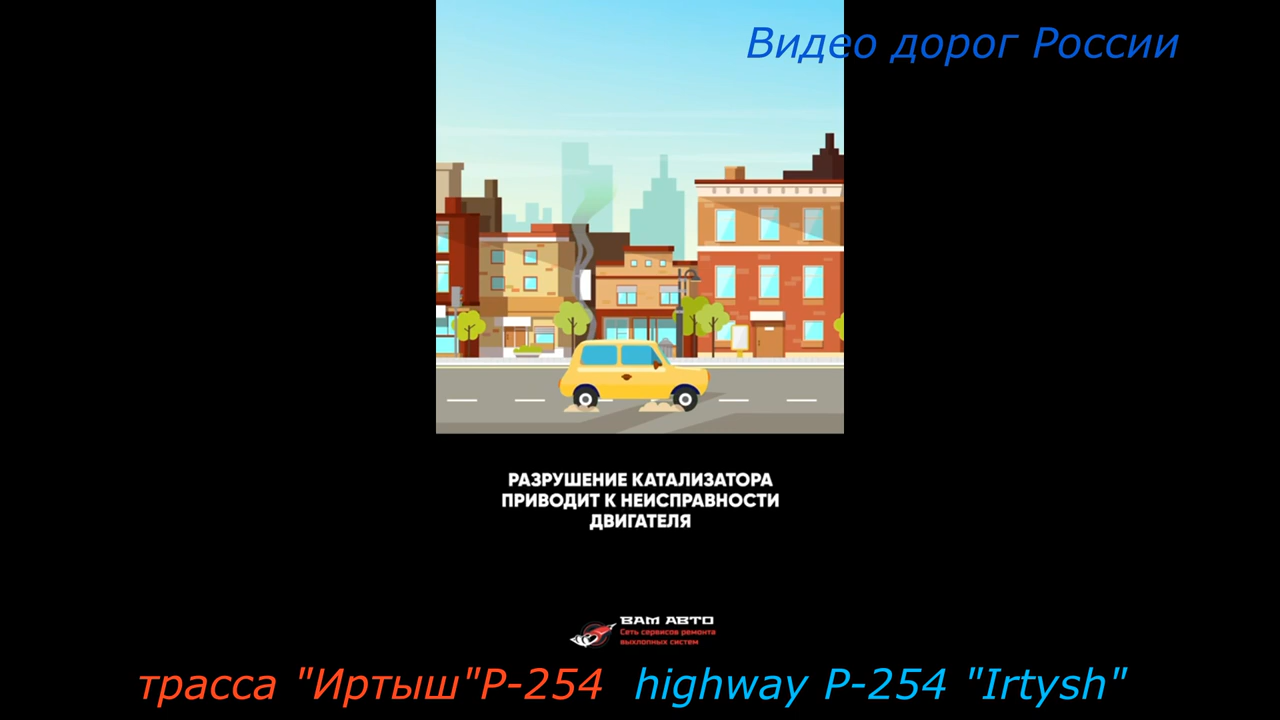 Видео дорог России
РАЗРУШЕНИЕ КАТАЛИЗАТОРА
ПРИВОДИТ К НЕИСПРАВНОСТИ
ДВИГАТЕЛЯ
ВАМ АВТО
Сеть сервисов ремонта
выхлопных систем
трасса "Иртыш"Р-254 highway P-254 "Irtysh"